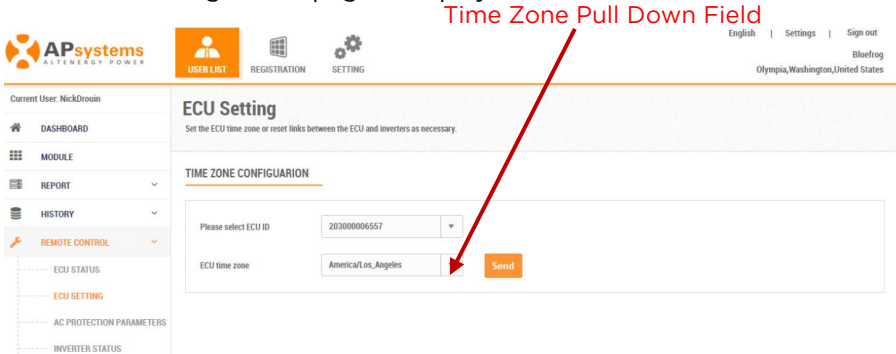 Time Zone Pull Down Field
English | Settings | Sign out
APsystems
ALTENERGY POWER
USER LIST REGISTRATION SETTING
Bluefrog
Olympia,Washington,United States
Current User: NickDrouin
DASHBOARD
MODULE
REPORT
HISTORY
REMOTE CONTROL
ECU STATUS
ECU SETTING
AC PROTECTION PARAMETERS
INVERTER STATUS
ECU Setting
Set the ECU time zone or reset links between the ECU and inverters as necessary.
TIME ZONE CONFIGUARION
Please select ECU ID 203000006557
ECU time zone America/Los_Angeles Send